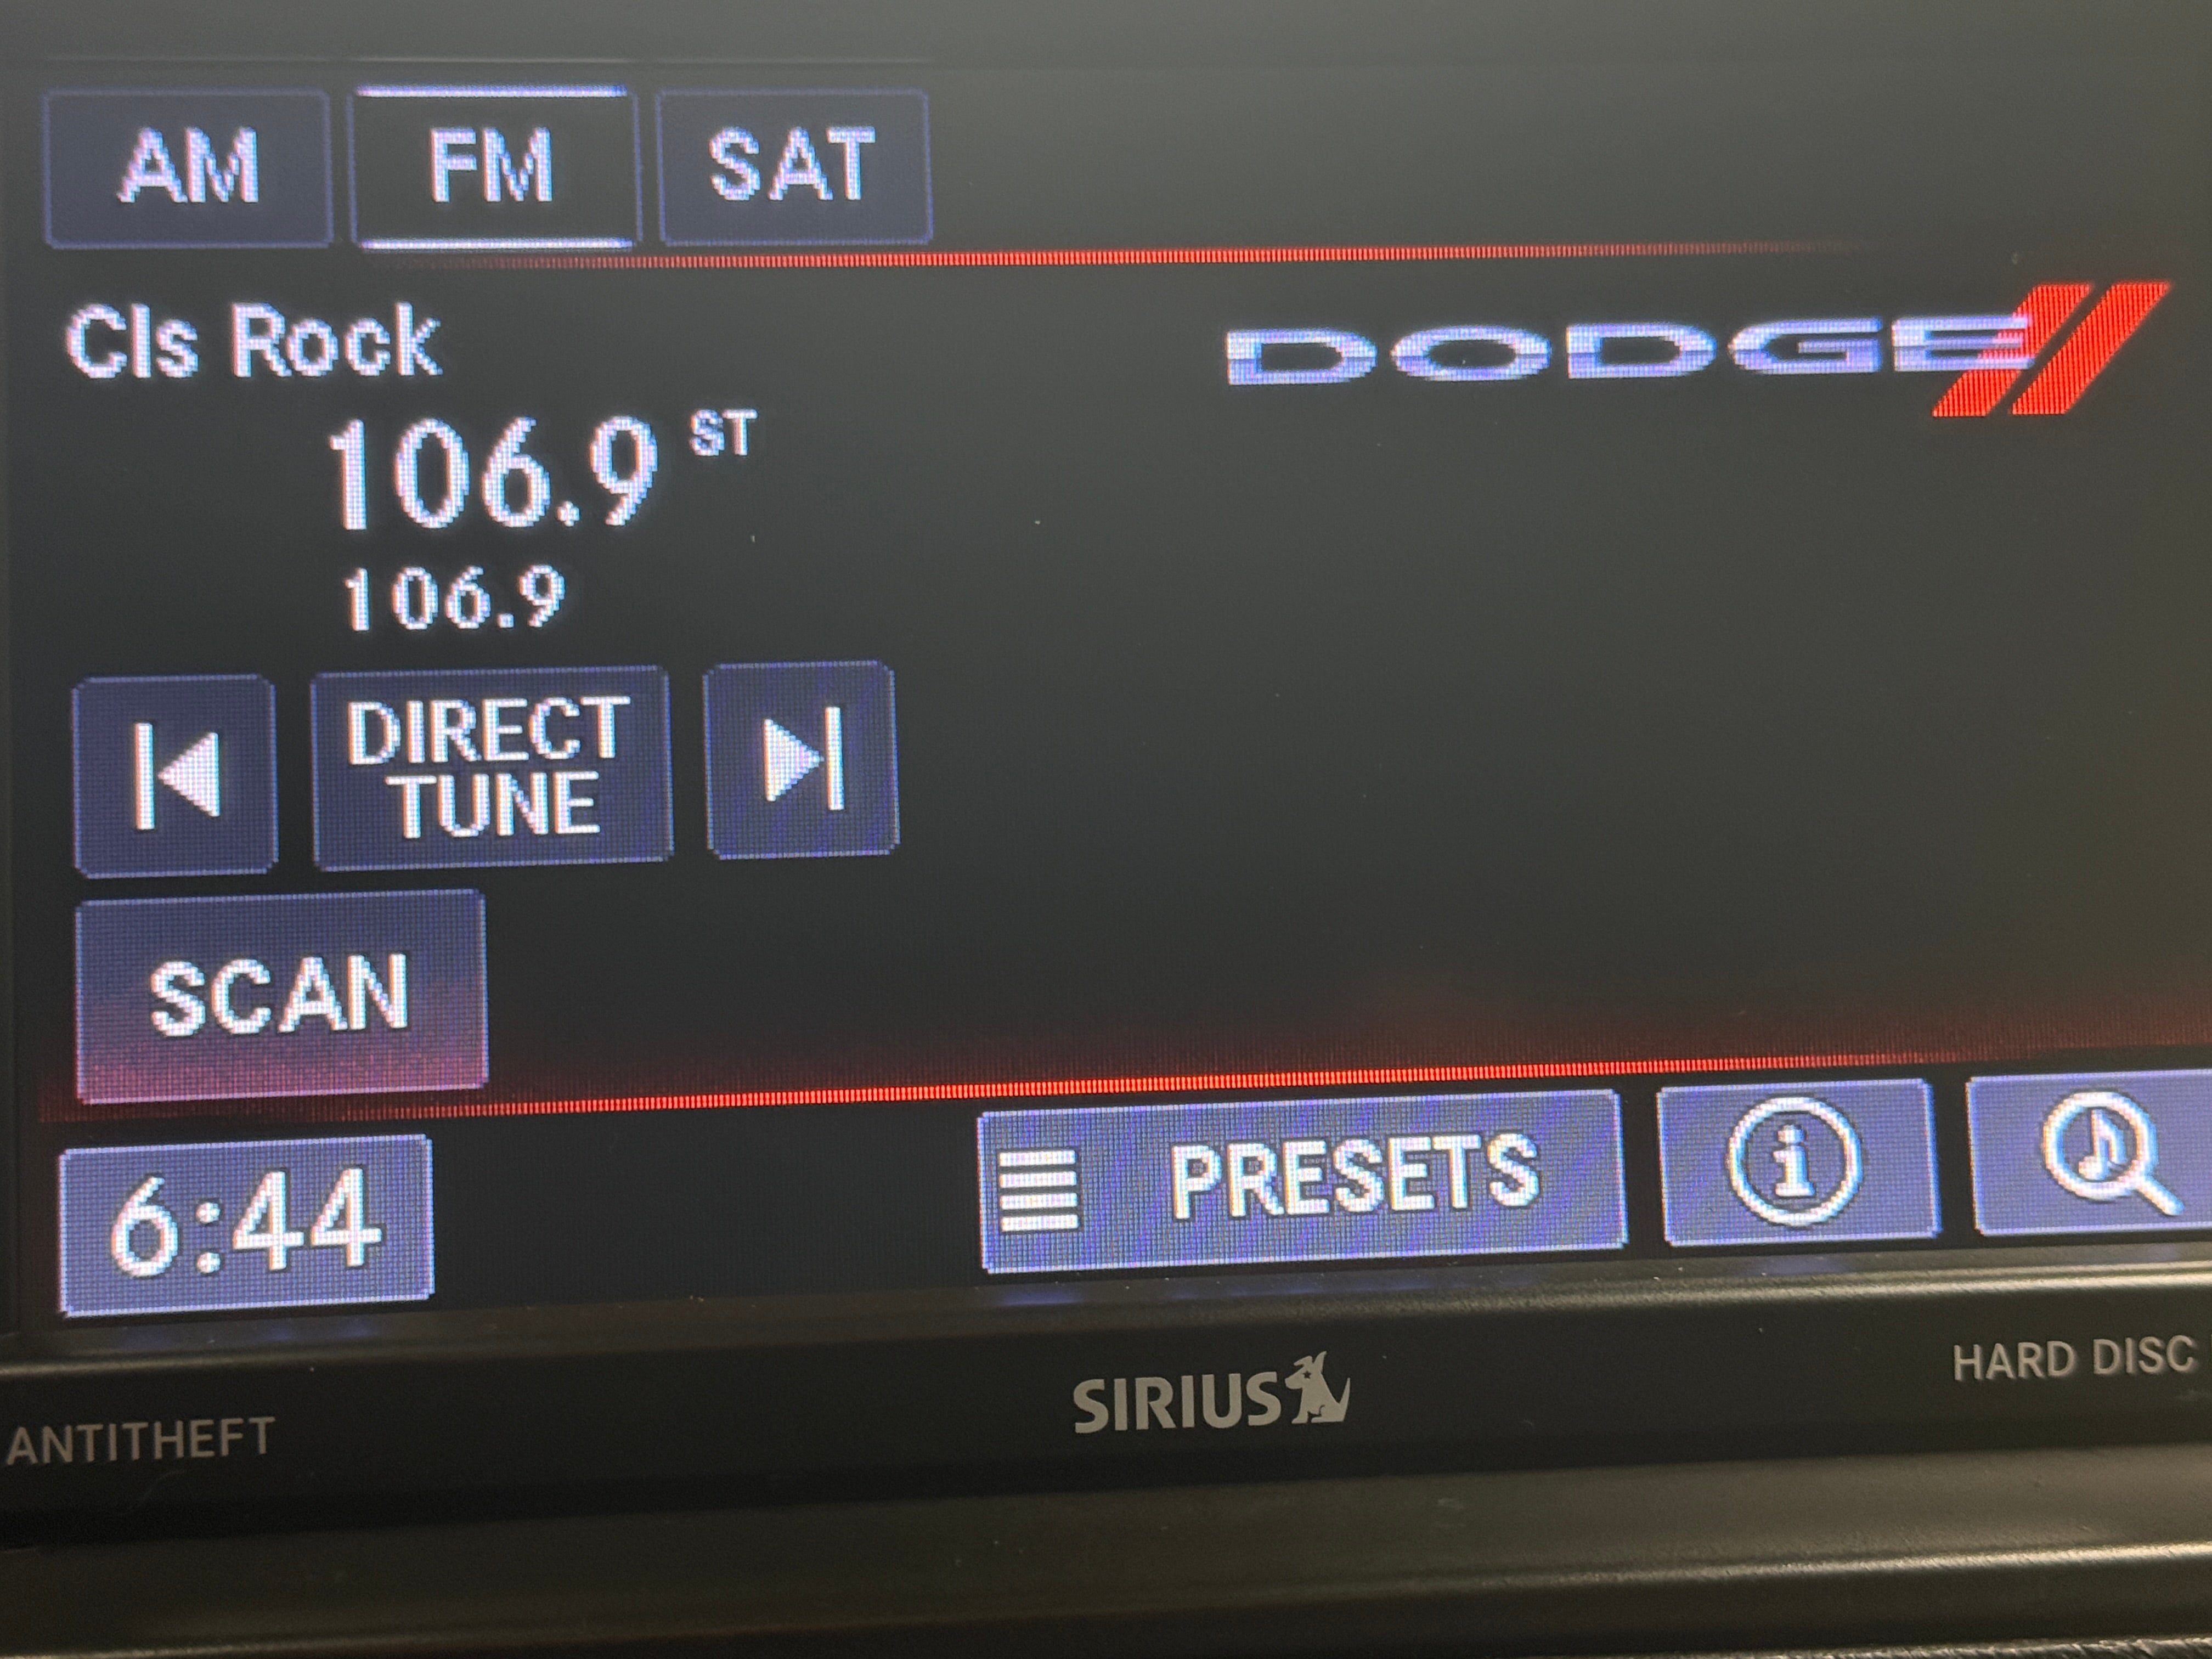 AM FM SAT
Cls Rock
DODGE
106.9 ST
106.9
DIRECT
TUNE
SCAN
6:44
PRESETS
i
SIRIUS
HARD DISC
ANTITHEFT